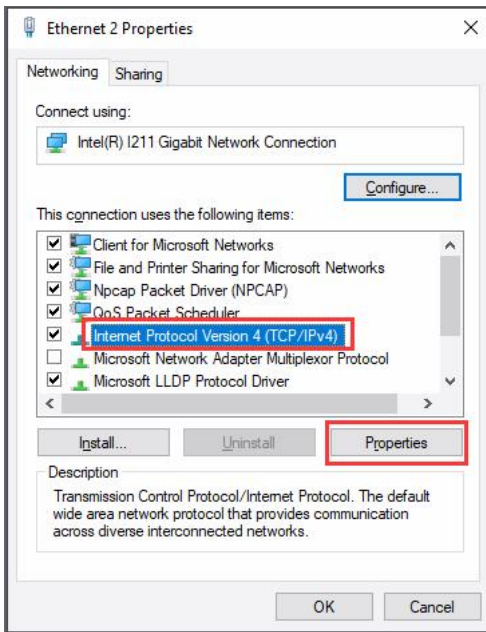 Ethernet 2 Properties
Networking
Sharing
Connect using:
Intel(R) I211 Gigabit Network Connection
Configure...
This connection uses the following items:
Client for Microsoft Networks
File and Printer Sharing for Microsoft Networks
Npcap Packet Driver (NPCAP)
QoS Packet Scheduler
Internet Protocol Version 4 (TCP/IPv4)
Microsoft Network Adapter Multiplexor Protocol
Microsoft LLDP Protocol Driver
Install...
Uninstall
Properties
Description
Transmission Control Protocol/Internet Protocol. The default
wide area network protocol that provides communication
across diverse interconnected networks.
OK
Cancel